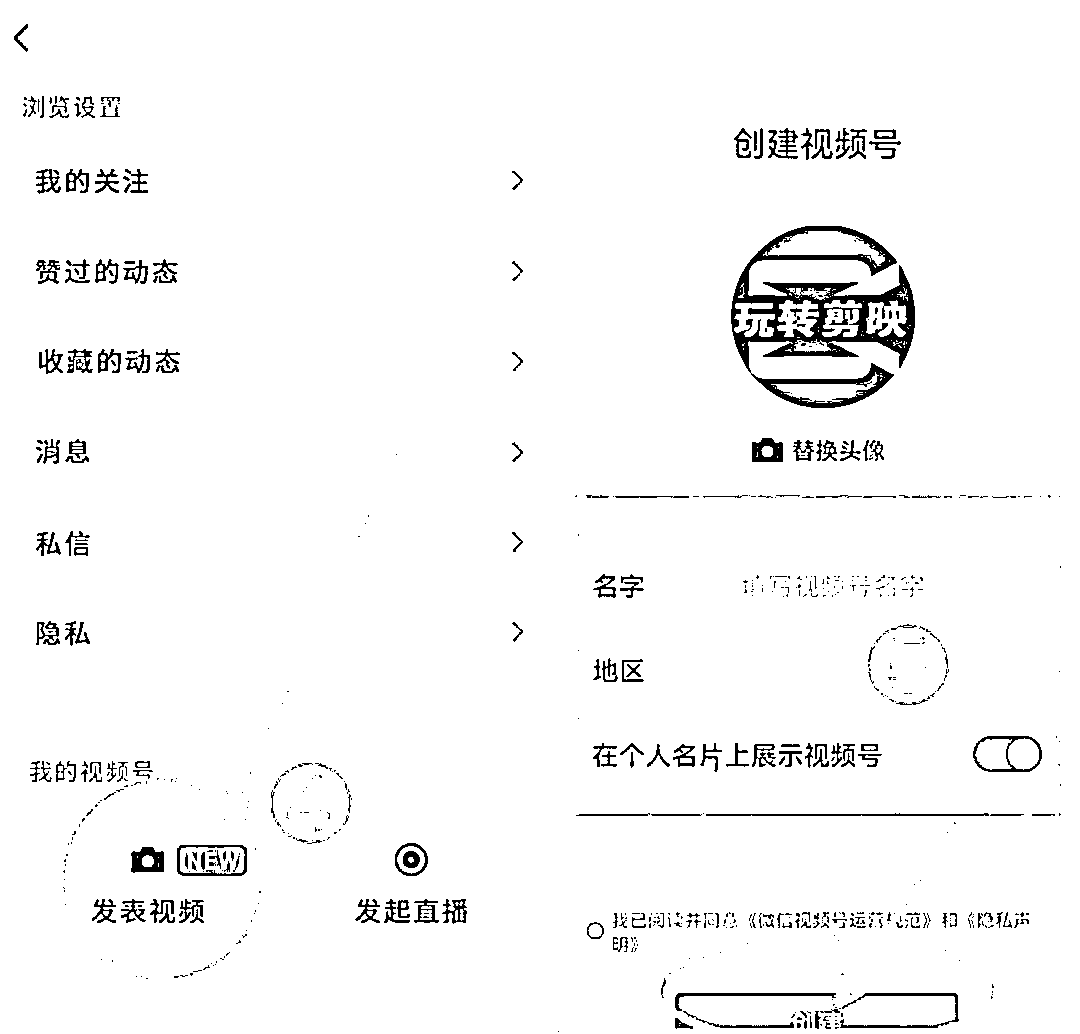 浏览设置
我的关注
赞过的动态
收藏的动态
消息
私信
隐私
我的视频号
NEW
发表视频
发起直播
创建视频号
玩转剪映
替换头像
名字 填写视频号名字
地区
在个人名片上展示视频号
我已阅读并同意《微信视频号运营规范》和《隐私声
明》
创建